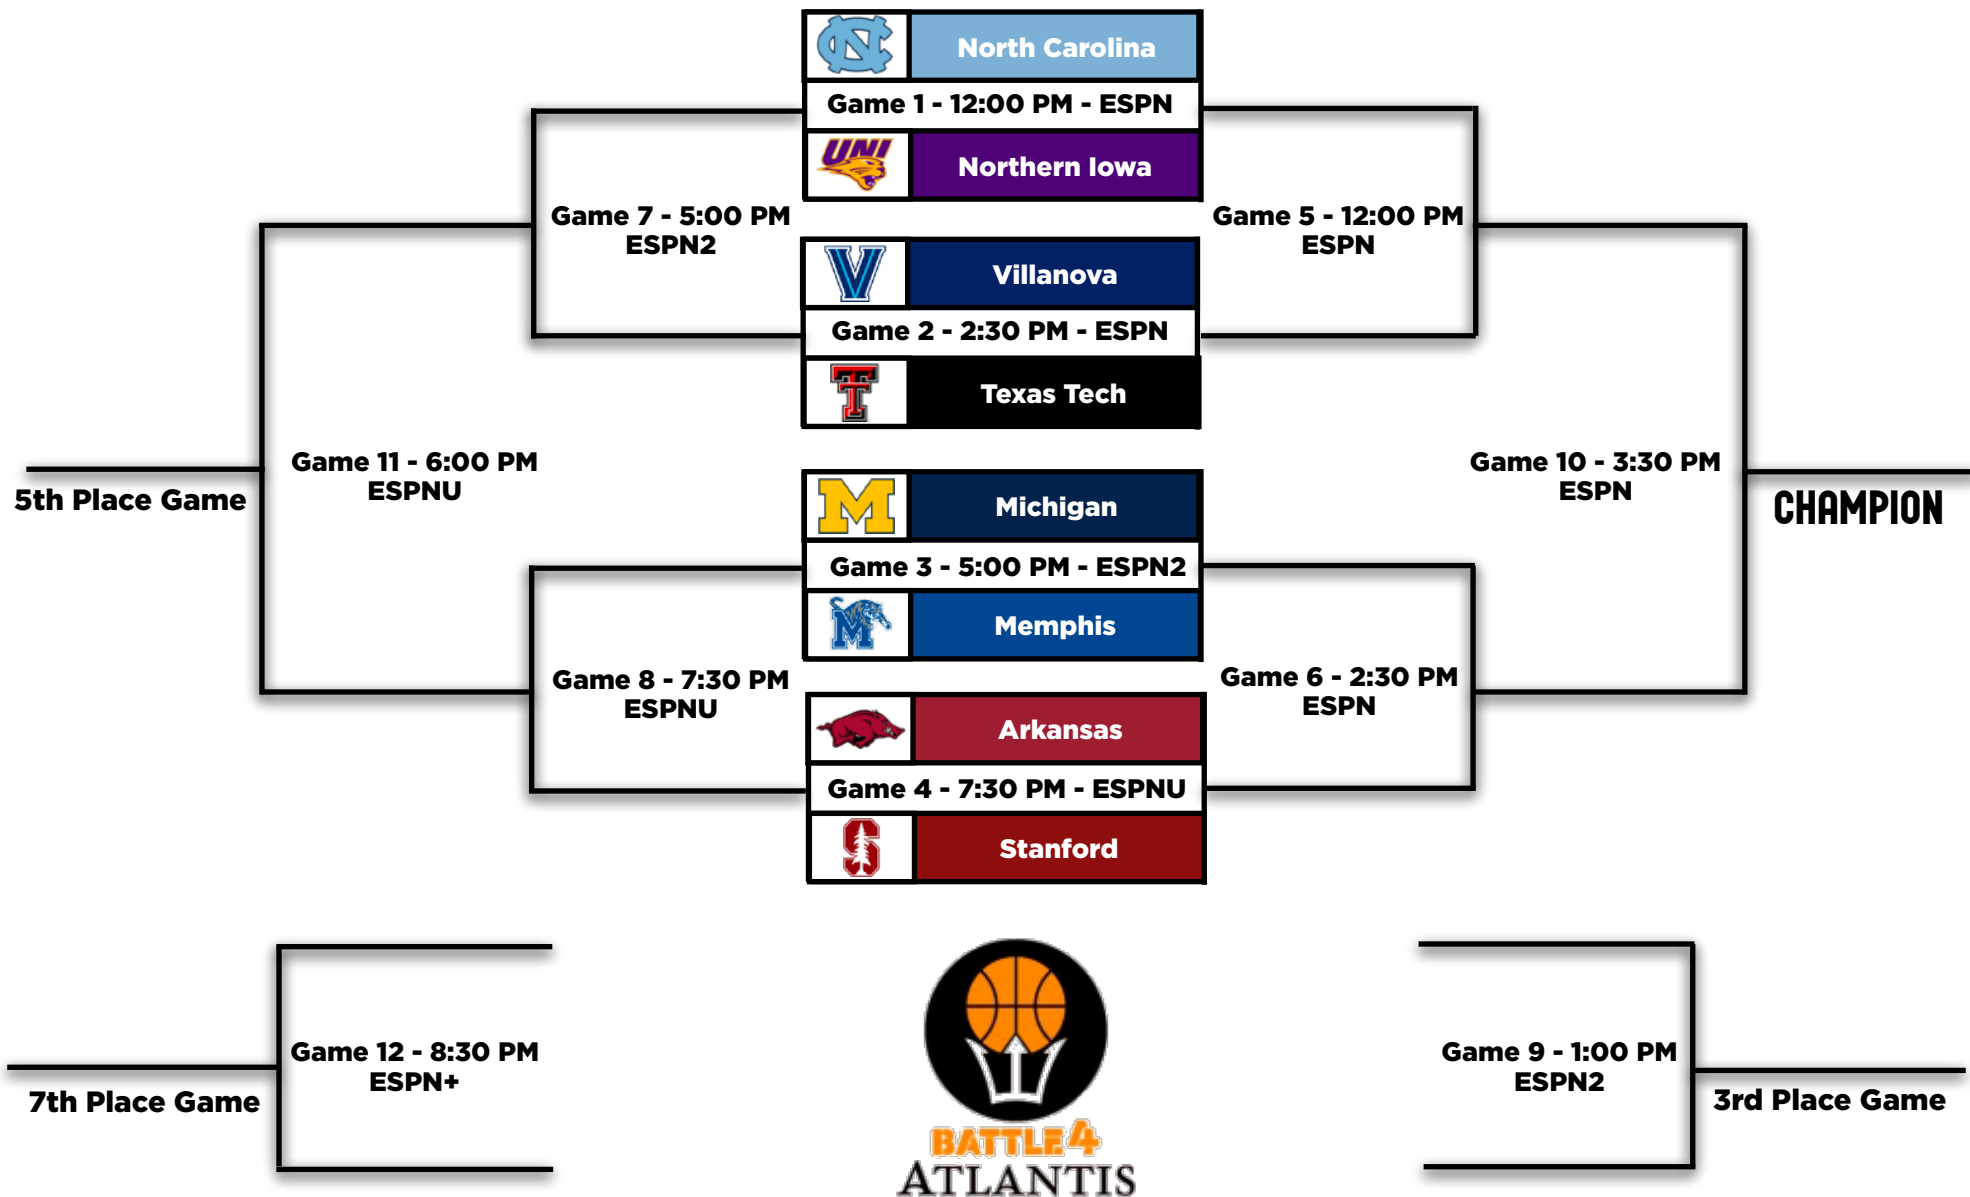 North Carolina
Game 1 - 12:00 PM - ESPN
UNI
Northern Iowa
Game 7 - 5:00 PM
ESPN2
Game 5 - 12:00 PM
ESPN
V
Villanova
Game 2 - 2:30 PM - ESPN
T
Texas Tech
Game 11 - 6:00 PM
ESPNU
5th Place Game
Game 10 - 3:30 PM
ESPN
CHAMPION
M
Michigan
Game 3 - 5:00 PM - ESPN2
M
Memphis
Game 8 - 7:30 PM
ESPNU
Game 6 - 2:30 PM
ESPN
Arkansas
Game 4 - 7:30 PM - ESPNU
S
Stanford
Game 12 - 8:30 PM
ESPN+
7th Place Game
Game 9 - 1:00 PM
ESPN2
3rd Place Game
BATTLE4
ATLANTIS